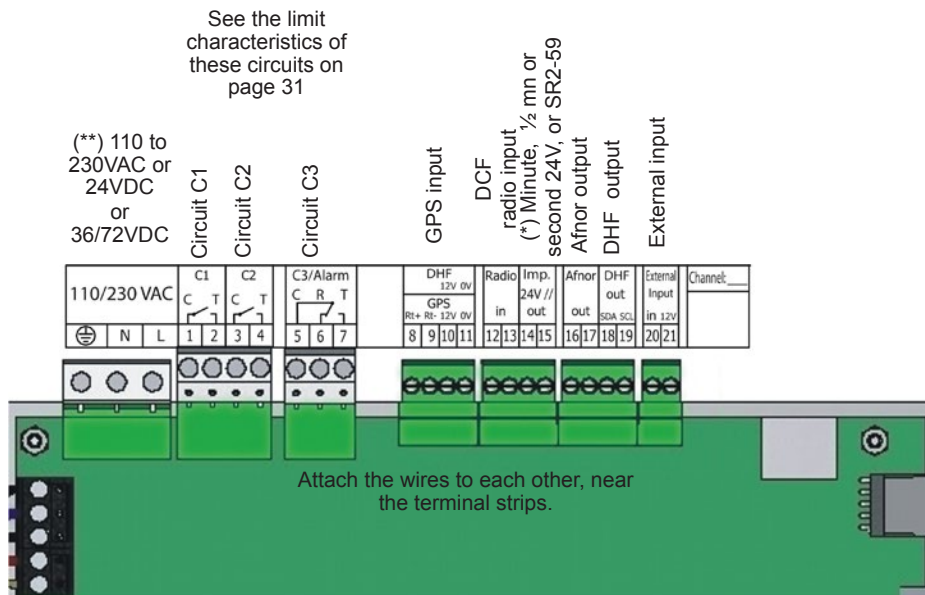 See the limit
characteristics of
these circuits on
page 31
(**) 110 to
230VAC or
24VDC
or
36/72VDC
Circuit C1
Circuit C2
Circuit C3
GPS input
DCF
radio input
(*) Minute, ½ mn or
second 24V, or SR2-59
Afnor output
DHF output
External input
110/230 VAC
N L
C1
C T
1 2
C2
C T
3 4
C3/Alarm
C R T
5 6 7
DHF
12V 0V
GPS
Rt+ Rt- 12V 0V
8 9 10 11
Radio
in
12 13
Imp.
24V //
out
14 15
Afnor
out
16 17
DHF
out
SDA SCL
18 19
External
Input
in 12V
20 21
Channel:____
Attach the wires to each other, near
the terminal strips.